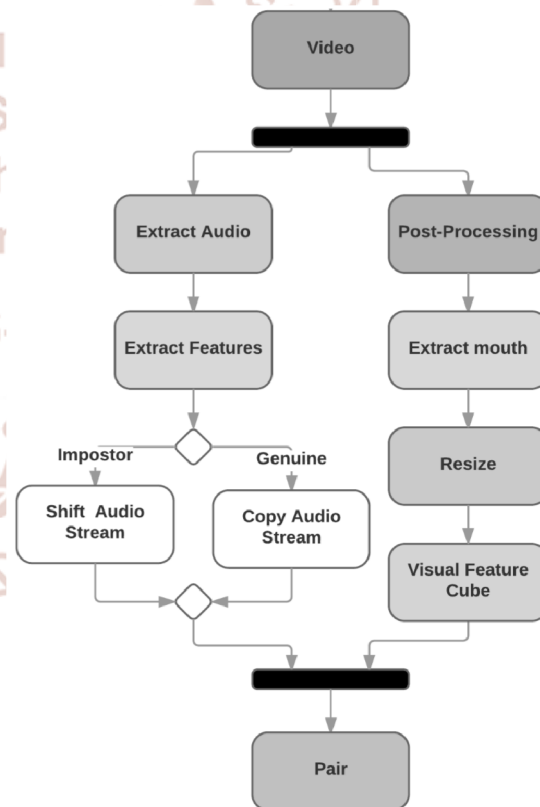 Video
Extract Audio
Post-Processing
Extract Features
Extract mouth
Impostor
Genuine
Resize
Shift Audio
Stream
Copy Audio
Stream
Visual Feature
Cube
Pair